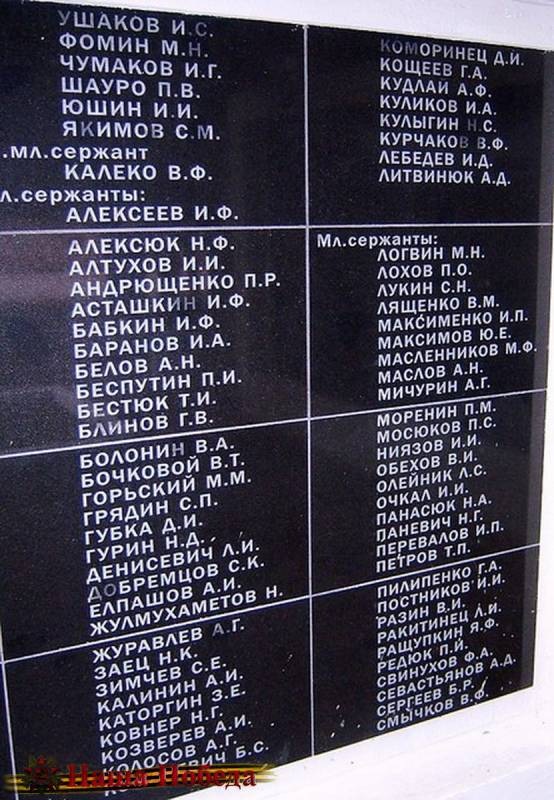 УШАКОВ И.С.
ФОМИН М.Н.
ЧУМАКОВ И.Г.
ШАУРО П.В.
ЮШИН И.И.
ЯКИМОВ С.М.
.мл.сержант
КАЛЕКО В.Ф.
л.сержанты:
АЛЕКСЕЕВ И.Ф.
АЛЕКСЮК Н.Ф.
АЛТУХОВ И.И.
АНДРЮЩЕНКО П.Р.
АСТАШКИН И.Ф.
БАБКИН И.Ф.
БАРАНОВ И.А.
БЕЛОВ А.Н.
БЕСПУТИН П.И.
БЕСТЮК Т.И.
БЛИНОВ Г.В.
БОЛОНИН В.А.
БОЧКОВОЙ В.Т.
ГОРЬСКИЙ М.М.
ГРЯДИН С.П.
ГУБКА Д.И.
ГУРИН Н.Д.
ДЕНИСЕВИЧ Л.И.
ДОБРЕМЦОВ С.К.
ЕЛПАШОВ А.И.
ЖУЛМУХАМЕТОВ Н.
ЖУРАВЛЕВ А.Г.
ЗАЕЦ Н.К.
ЗИМЧЕВ С.Е.
КАЛИНИН А.И.
КАТОРГИН З.Е.
КОВНЕР Н.Г.
КОЗВЕРЕВ А.И.
КОЛОСОВ А.Г.
Б.С.
КОМОРИНЕЦ Д.И.
КОЩЕЕВ Г.А.
КУДЛАЙ А.Ф.
КУЛИКОВ И.А.
КУЛЫГИН Н.С.
КУРЧАКОВ В.Ф.
ЛЕБЕДЕВ И.Д.
ЛИТВИНЮК А.Д.
Мл.сержанты:
ЛОГВИН М.Н.
ЛОХОВ П.О.
ЛУКИН С.Н.
ЛЯЩЕНКО В.М.
МАКСИМЕНКО И.П.
МАКСИМОВ Ю.Е.
МАСЛЕННИКОВ М.Ф.
МАСЛОВ А.Н.
МИЧУРИН А.Г.
МОРЕНИН П.М.
МОСЮКОВ П.С.
НИЯЗОВ И.И.
ОБЕХОВ В.И.
ОЛЕЙНИК Л.С.
ОЧКАЛ И.И.
ПАНАСЮК Н.А.
ПАНЕВИЧ Н.Г.
ПЕРЕВАЛОВ И.П.
ПЕТРОВ Т.П.
ПИЛИПЕНКО Г.А.
ПОСТНИКОВ И.И.
РАЗИН В.И.
РАКИТИНЕЦ Л.И.
РАЩУПКИН Я.Ф.
РЕДЮК П.Й.
СВИНУХОВ Ф.А.
СЕВАСТЬЯНОВ А.Д.
СЕРГЕЕВ Б.Р.
СМЫЧКОВ В.Ф.
Наша Победа